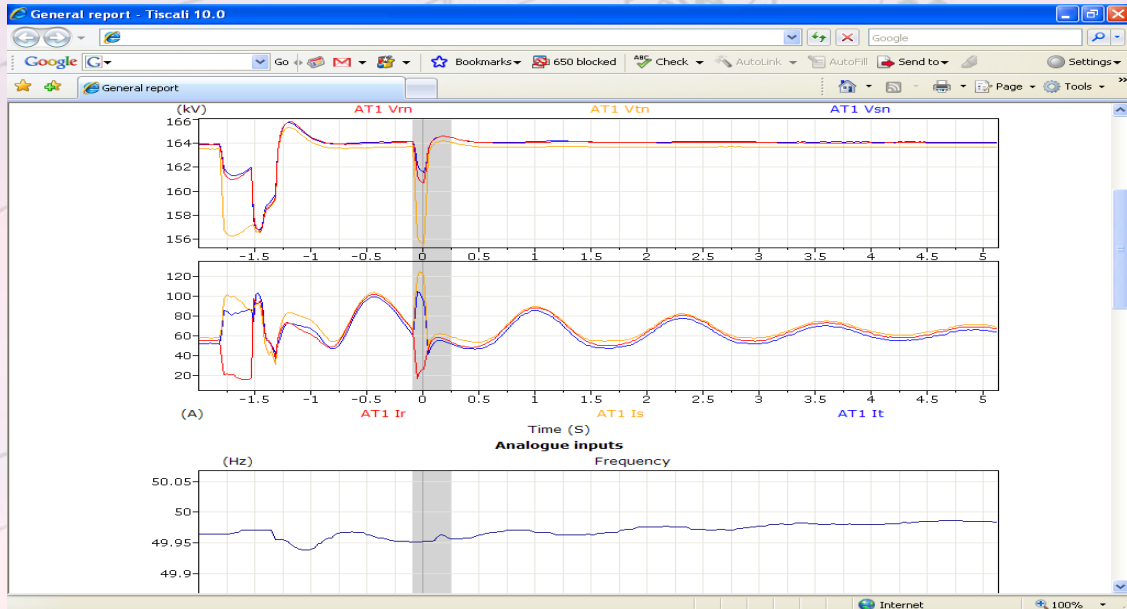 General report - Tiscali 10.0
Google
Google G Go Bookmarks 650 blocked ABC Check AutoLink AutoFill Send to Settings
General report Page Tools »
(kV) AT1 Vrn AT1 Vtn AT1 Vsn
166
164
162
160
158
156
-1.5 -1 -0.5 0 0.5 1 1.5 2 2.5 3 3.5 4 4.5 5
120
100
80
60
40
20
-1.5 -1 -0.5 0 0.5 1 1.5 2 2.5 3 3.5 4 4.5 5
(A) AT1 Ir AT1 Is AT1 It
Time (S)
Analogue inputs
(Hz) Frequency
50.05
50
49.95
49.9
Internet 100%